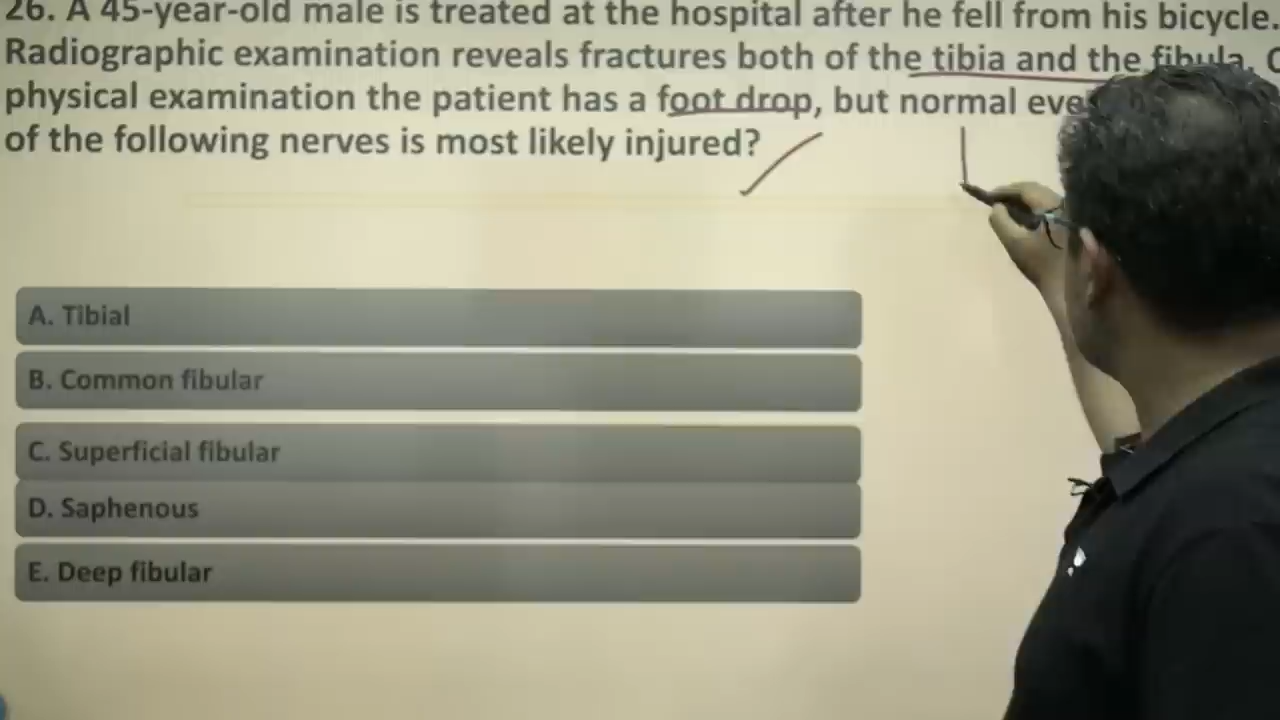 26. A 45-year-old male is treated at the hospital after he fell from his bicycle.
Radiographic examination reveals fractures both of the tibia and the fibula.
physical examination the patient has a foot drop, but normal
of the following nerves is most likely injured?
A. Tibial
B. Common fibular
C. Superficial fibular
D. Saphenous
E. Deep fibular